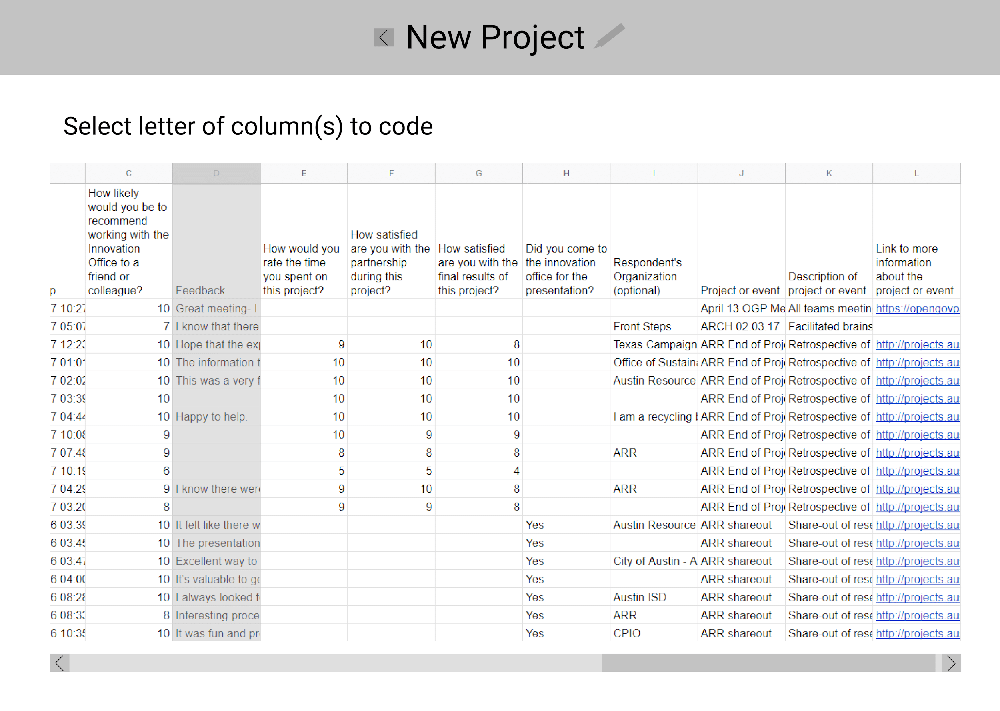 New Project
Select letter of column(s) to code
C D E F G H I J K L
p
How likely
would you be to
recommend
working with the
Innovation
Office to a
friend or
colleague?
Feedback
How would you
rate the time
you spent on
this project?
How satisfied
are you with the
partnership
during this
project?
How satisfied
are you with the
final results of
this project?
Did you come to
the innovation
office for the
presentation?
Respondent's
Organization
(optional)
Project or event
Description of
project or event
Link to more
information
about the
project or event
7 10:27 10 Great meeting- I April 13 OGP Me All teams meetin https://opengovp
7 05:07 7 I know that there Front Steps ARCH 02.03.17 Facilitated brains
7 12:23 10 Hope that the exp 9 10 8 Texas Campaign ARR End of Proj Retrospective of http://projects.au
7 01:01 10 The information t 10 10 10 Office of Sustain ARR End of Proj Retrospective of http://projects.au
7 02:02 10 This was a very f 10 10 10 Austin Resource ARR End of Proj Retrospective of http://projects.au
7 03:39 10 10 10 10 ARR End of Proj Retrospective of http://projects.au
7 04:44 10 Happy to help. 10 10 10 I am a recycling ARR End of Proj Retrospective of http://projects.au
7 10:08 9 10 9 9 ARR End of Proj Retrospective of http://projects.au
7 07:48 9 8 8 8 ARR ARR End of Proj Retrospective of http://projects.au
7 10:19 6 5 5 4 ARR End of Proj Retrospective of http://projects.au
7 04:29 9 I know there were 9 10 8 ARR ARR End of Proj Retrospective of http://projects.au
7 03:20 8 9 9 8 ARR End of Proj Retrospective of http://projects.au
6 03:39 10 It felt like there w Yes Austin Resource ARR shareout Share-out of rese http://projects.au
6 03:45 10 The presentation Yes ARR shareout Share-out of rese http://projects.au
6 03:47 10 Excellent way to Yes City of Austin - A ARR shareout Share-out of rese http://projects.au
6 04:00 10 It's valuable to ge Yes ARR shareout Share-out of rese http://projects.au
6 08:28 10 I always looked f Yes Austin ISD ARR shareout Share-out of rese http://projects.au
6 08:33 8 Interesting proce Yes ARR ARR shareout Share-out of rese http://projects.au
6 10:35 10 It was fun and pr Yes CPIO ARR shareout Share-out of rese http://projects.au